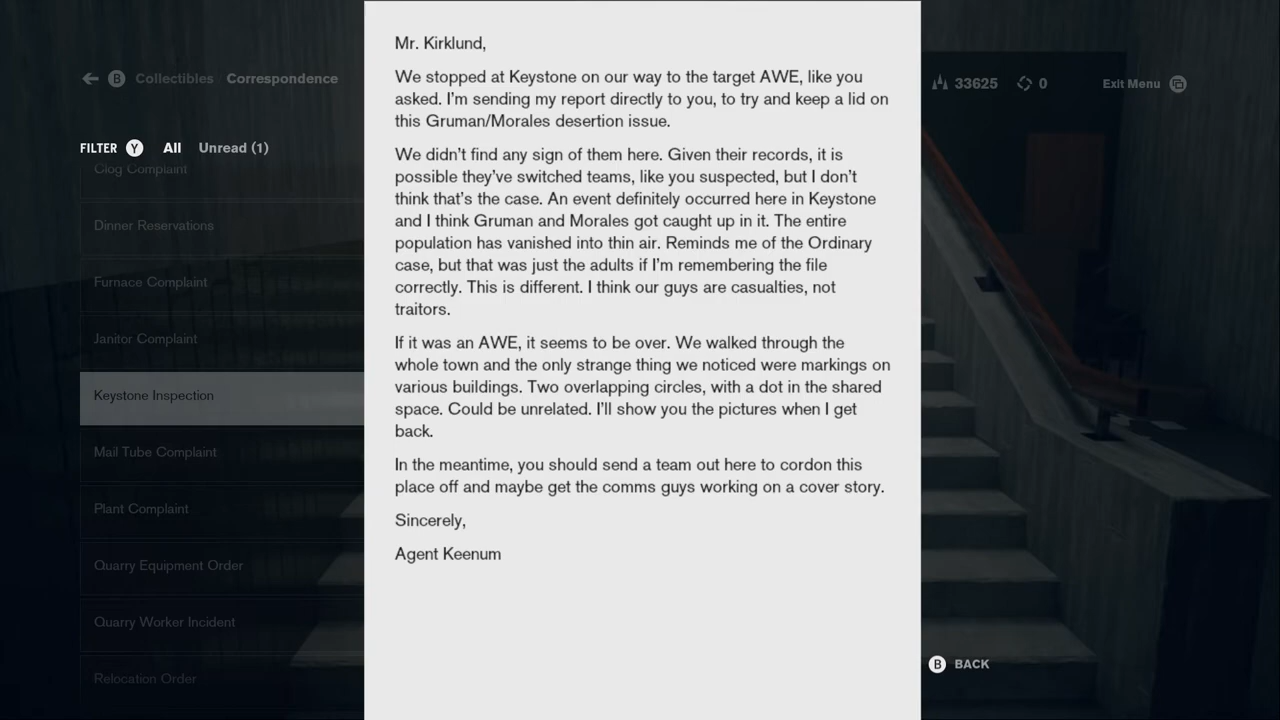 Mr. Kirklund,
We stopped at Keystone on our way to the target AWE, like you
asked. I'm sending my report directly to you, to try and keep a lid on
this Gruman/Morales desertion issue.
We didn't find any sign of them here. Given their records, it is
possible they've switched teams, like you suspected, but I don't
think that's the case. An event definitely occurred here in Keystone
and I think Gruman and Morales got caught up in it. The entire
population has vanished into thin air. Reminds me of the Ordinary
case, but that was just the adults if I'm remembering the file
correctly. This is different. I think our guys are casualties, not
traitors.
If it was an AWE, it seems to be over. We walked through the
whole town and the only strange thing we noticed were markings on
various buildings. Two overlapping circles, with a dot in the shared
space. Could be unrelated. I'll show you the pictures when I get
back.
In the meantime, you should send a team out here to cordon this
place off and maybe get the comms guys working on a cover story.
Sincerely,
Agent Keenum
B Collectibles Correspondence
FILTER Y All Unread (1)
Clog Complaint
Dinner Reservations
Furnace Complaint
Janitor Complaint
Keystone Inspection
Mail Tube Complaint
Plant Complaint
Quarry Equipment Order
Quarry Worker Incident
Relocation Order
33625 0 Exit Menu
B BACK